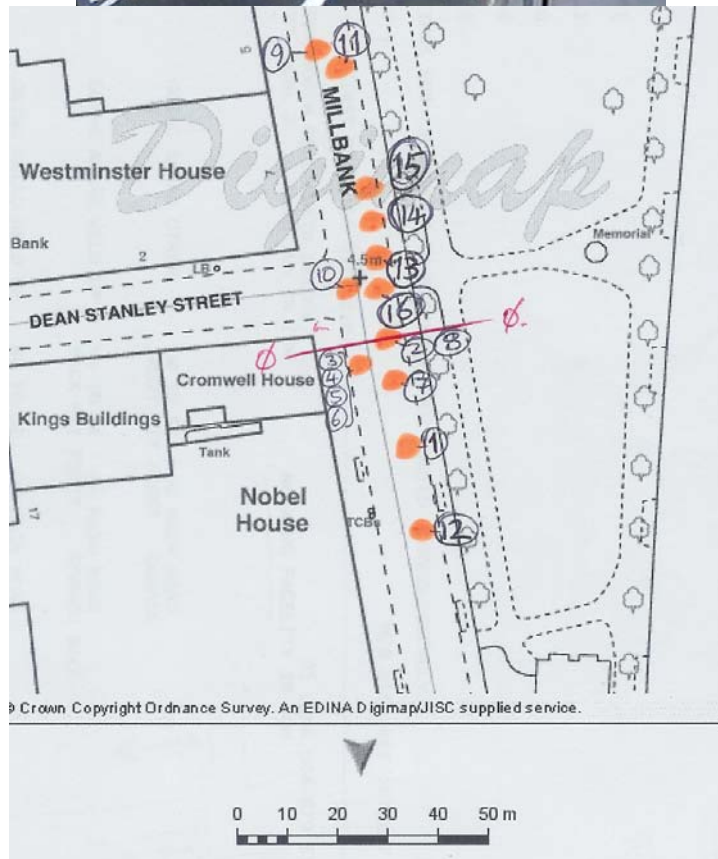 9
11
5
MILLBANK
Digimap
15
Westminster House
7
14
Bank
2
Memorial
LB
10
4.5m
13
DEAN STANLEY STREET
16
Ø
Ø
2
8
3
Cromwell House
4
7
5
Kings Buildings
6
1
Tank
Nobel
House
17
TCBs
12
Crown Copyright Ordnance Survey. An EDINA Digimap/JISC supplied service.
0 10 20 30 40 50 m